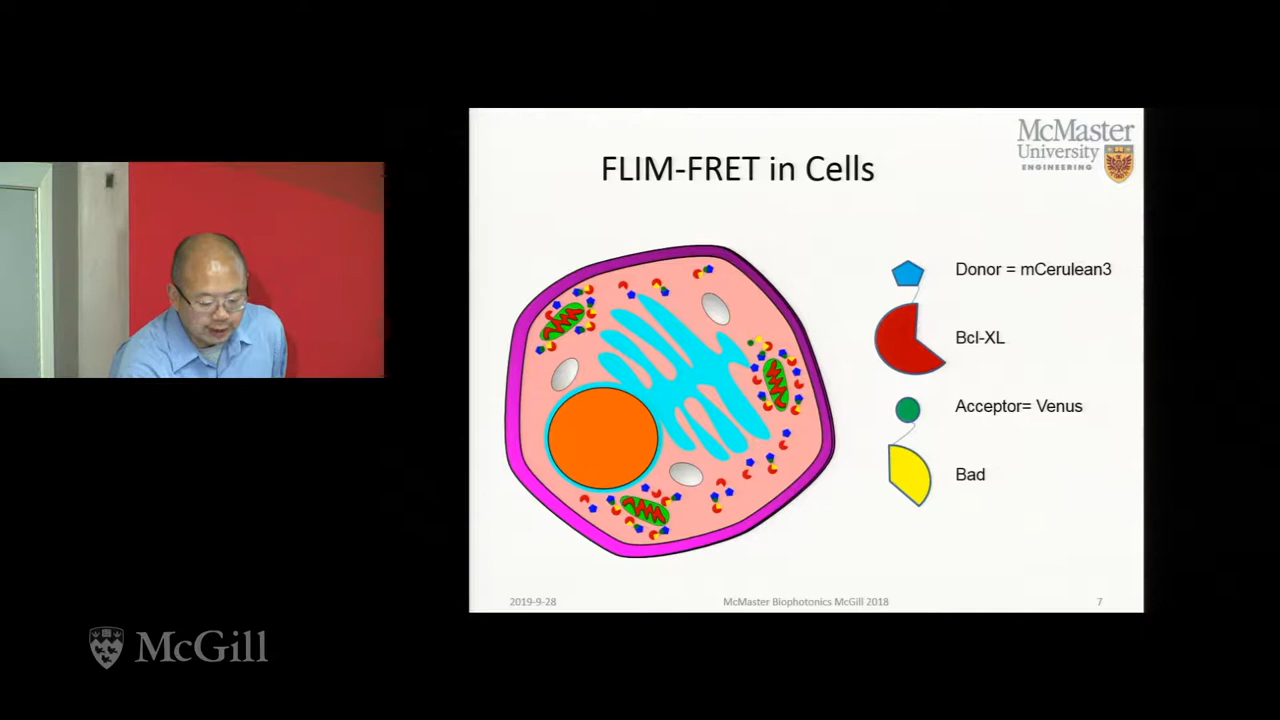 McMaster
University
ENGINEERING
FLIM-FRET in Cells
Donor = mCerulean3
Bcl-XL
Acceptor= Venus
Bad
2019-9-28
McMaster Biophotonics McGill 2018
7
McGill